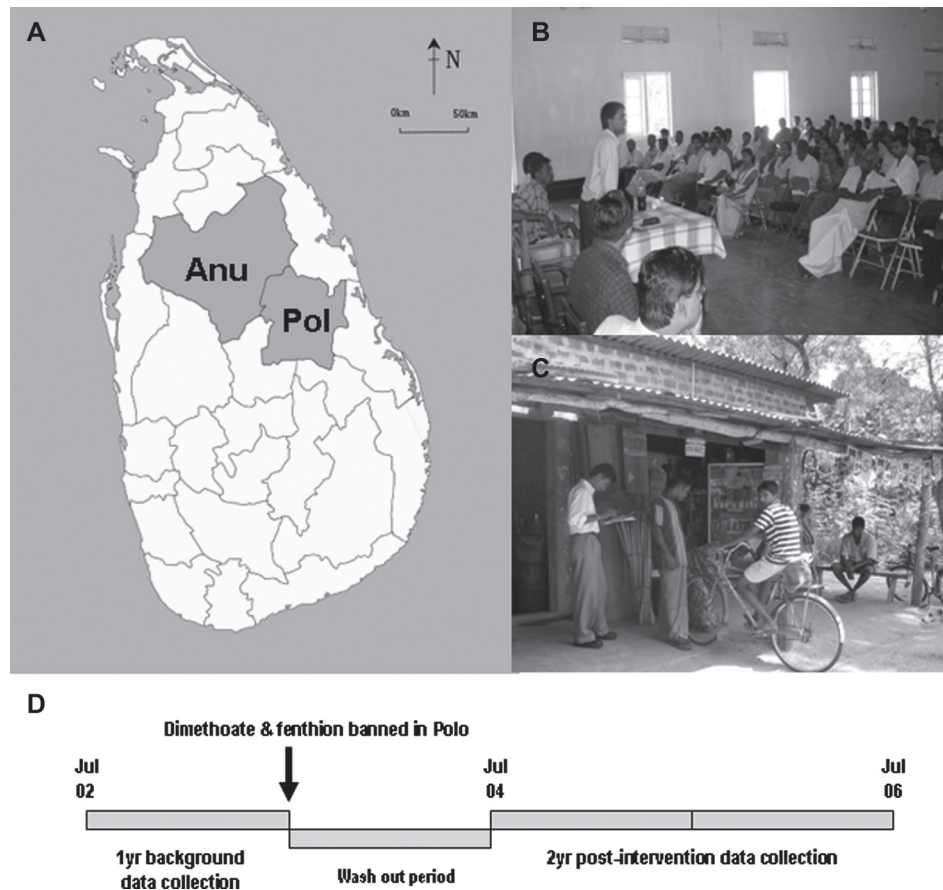 A
N
0km 50km
Anu
Pol
B
C
D
Dimethoate & fenthion banned in Polo
Jul
02
Jul
04
Jul
06
1yr background
data collection
Wash out period
2yr post-intervention data collection